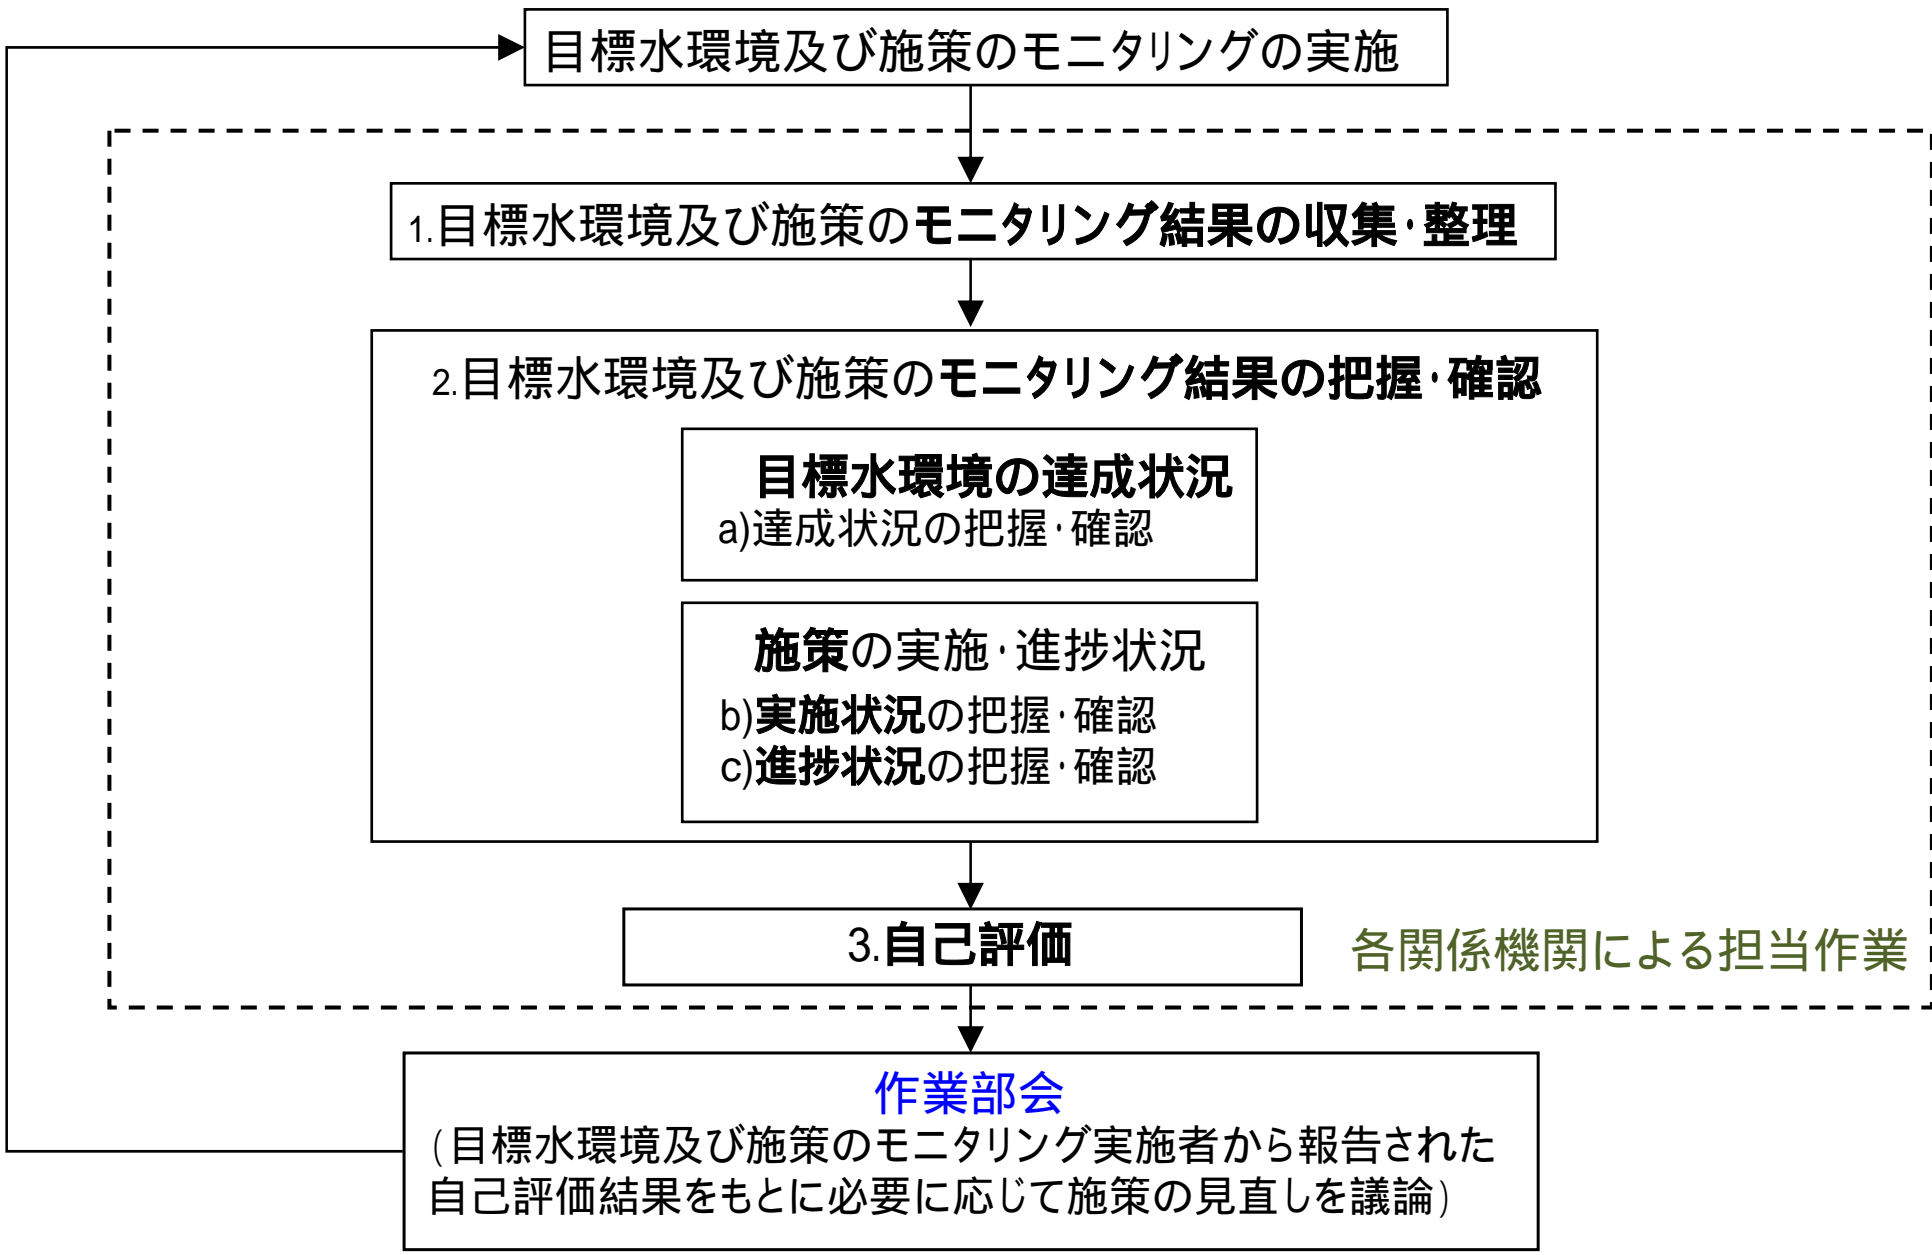 目標水環境及び施策のモニタリングの実施
1.目標水環境及び施策のモニタリング結果の収集･整理
2.目標水環境及び施策のモニタリング結果の把握･確認
目標水環境の達成状況
a)達成状況の把握･確認
施策の実施･進捗状況
b)実施状況の把握･確認
c)進捗状況の把握･確認
3.自己評価
各関係機関による担当作業
作業部会
(目標水環境及び施策のモニタリング実施者から報告された
自己評価結果をもとに必要に応じて施策の見直しを議論)